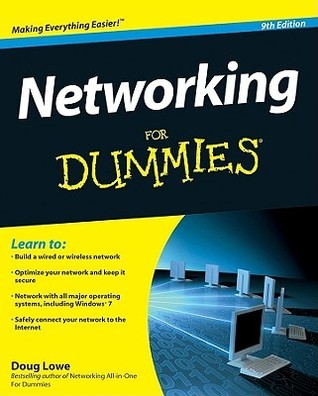 Making Everything Easier!™
9th Edition
Networking
FOR
DUMMIES®
Learn to:
• Build a wired or wireless network
• Optimize your network and keep it
secure
• Network with all major operating
systems, including Windows® 7
• Safely connect your network to the
Internet
Doug Lowe
Bestselling author of Networking All-in-One
For Dummies